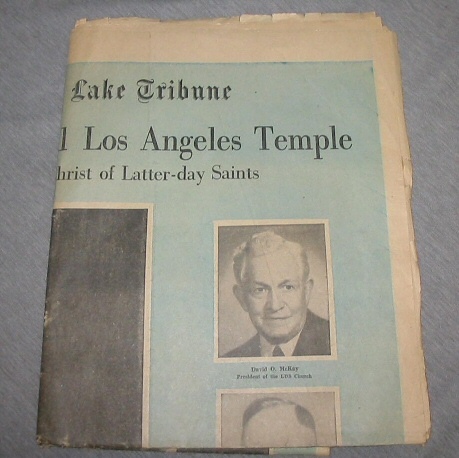 Lake Tribune
l Los Angeles Temple
hrist of Latter-day Saints
David O. McKay
President of the LDS Church